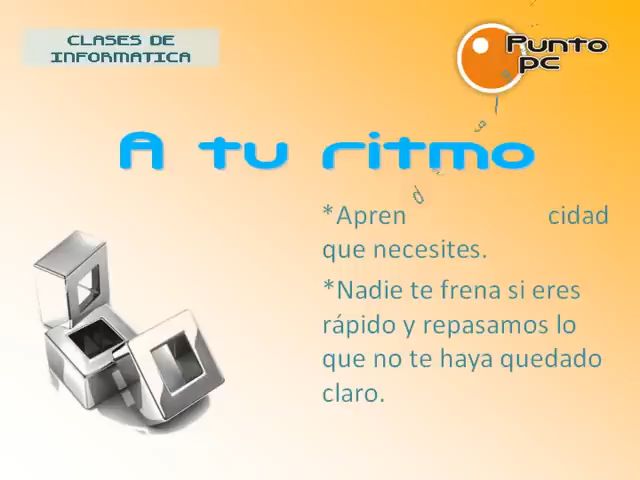 CLASES DE
INFORMATICA
Punto
pc
A tu ritmo
*Apren cidad
que necesites.
*Nadie te frena si eres
rápido y repasamos lo
que no te haya quedado
claro.